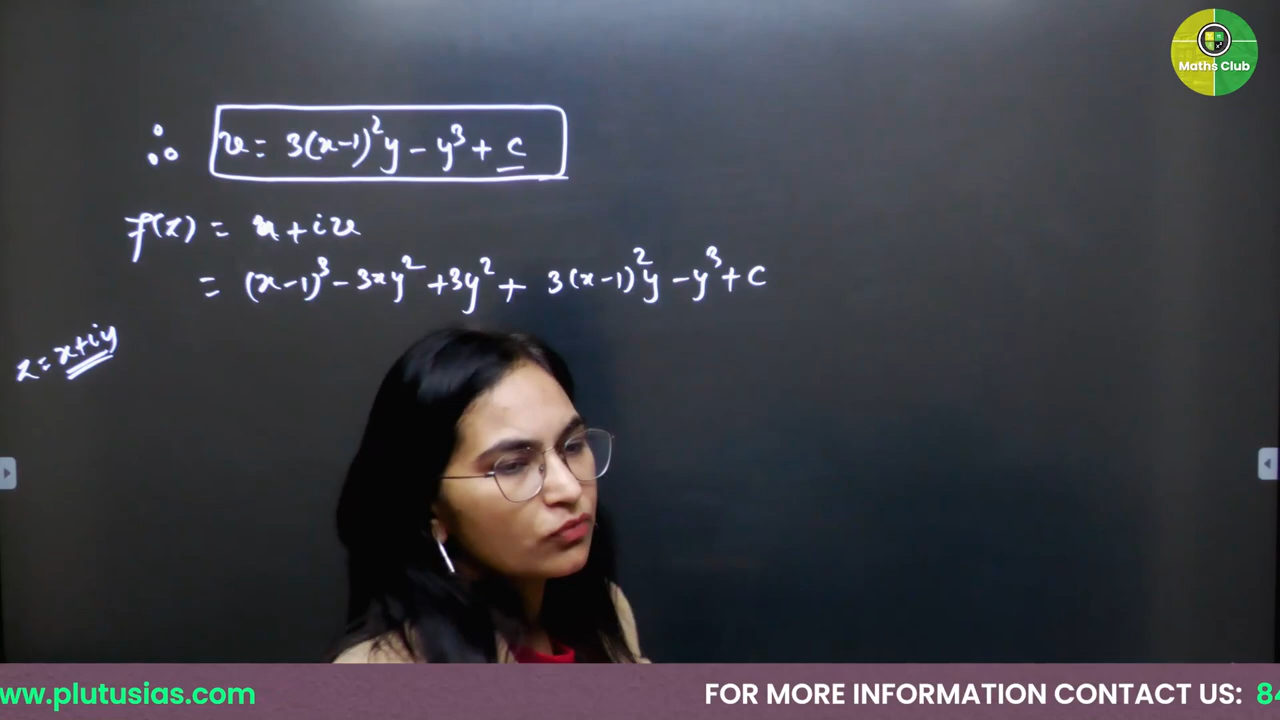 Maths Club
∴ v = 3(x-1)²y - y³ + c
f(z) = u + iv
= (x-1)³ - 3xy² + 3y² + 3(x-1)²y - y³ + c
z = x+iy
www.plutusias.com
FOR MORE INFORMATION CONTACT US: 84